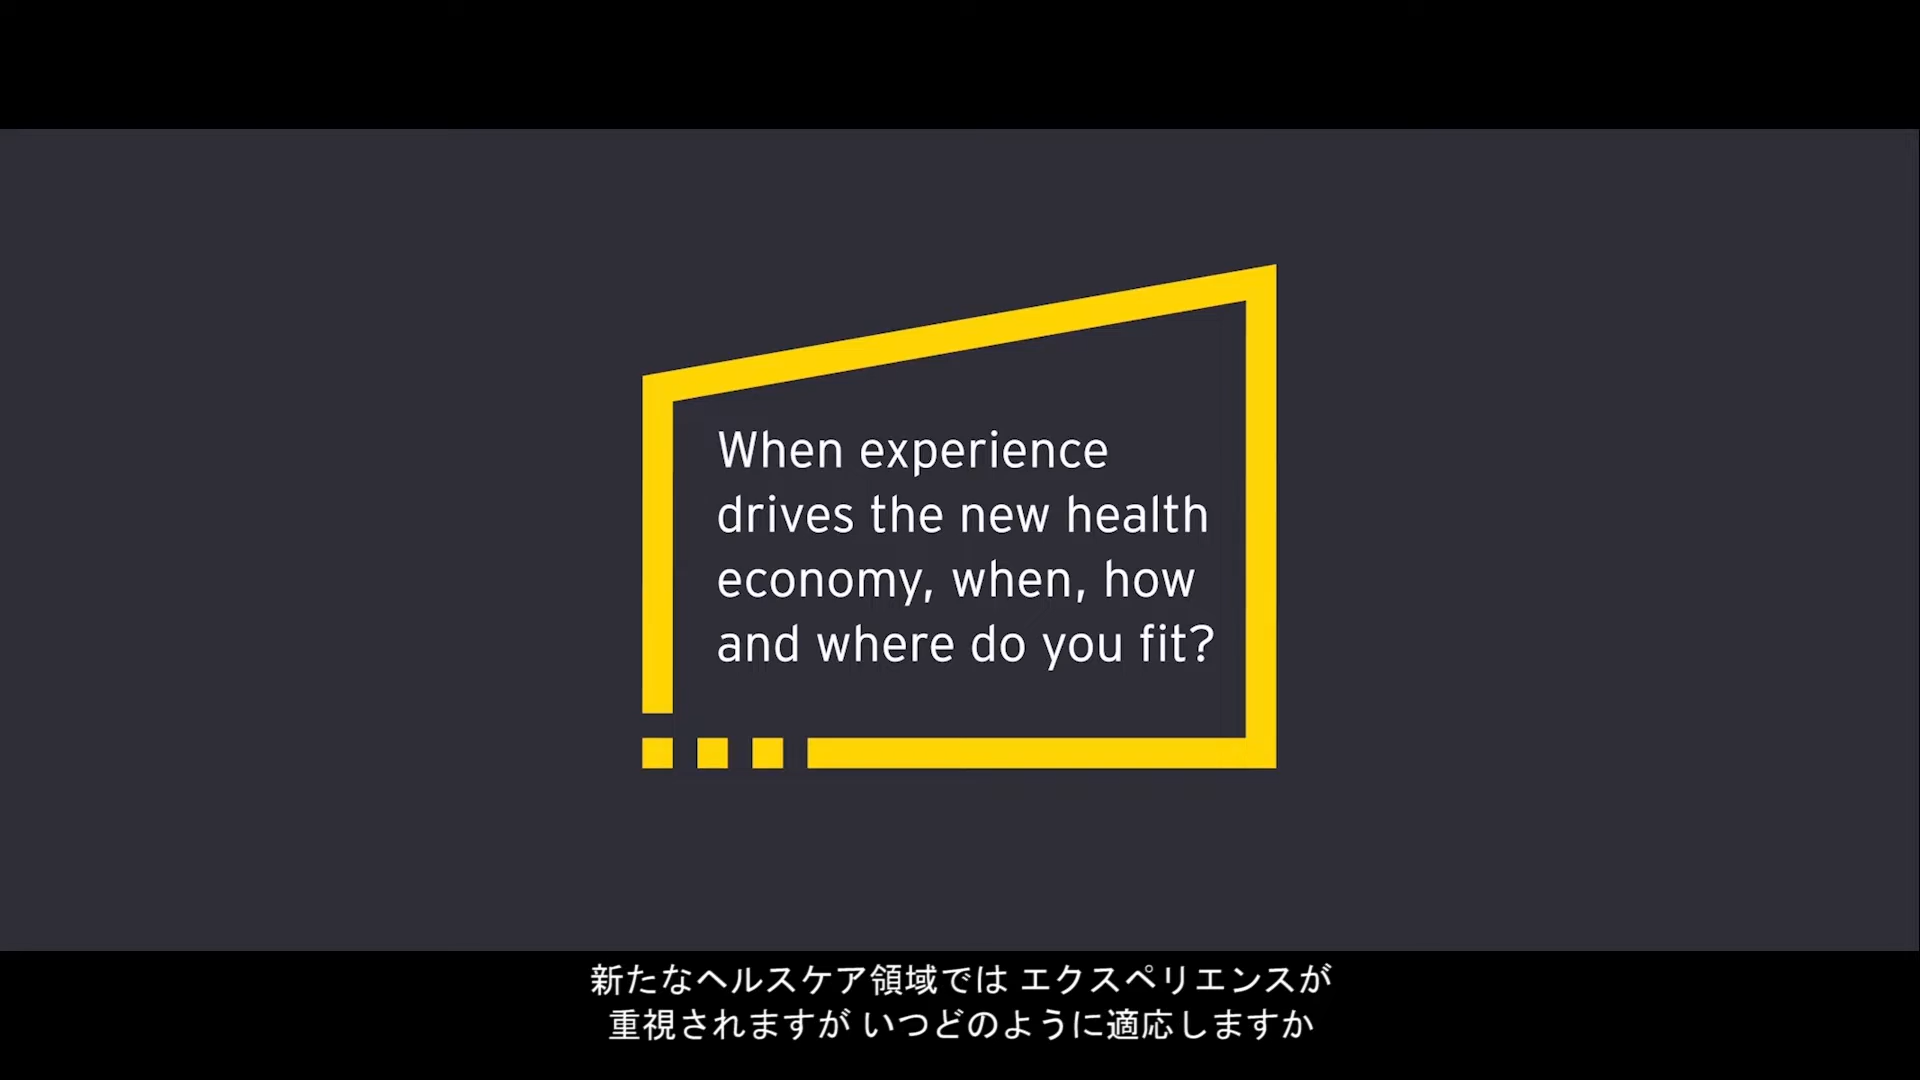 When experience
drives the new health
economy, when, how
and where do you fit?
新たなヘルスケア領域では エクスペリエンスが
重視されますが いつどのように適応しますか